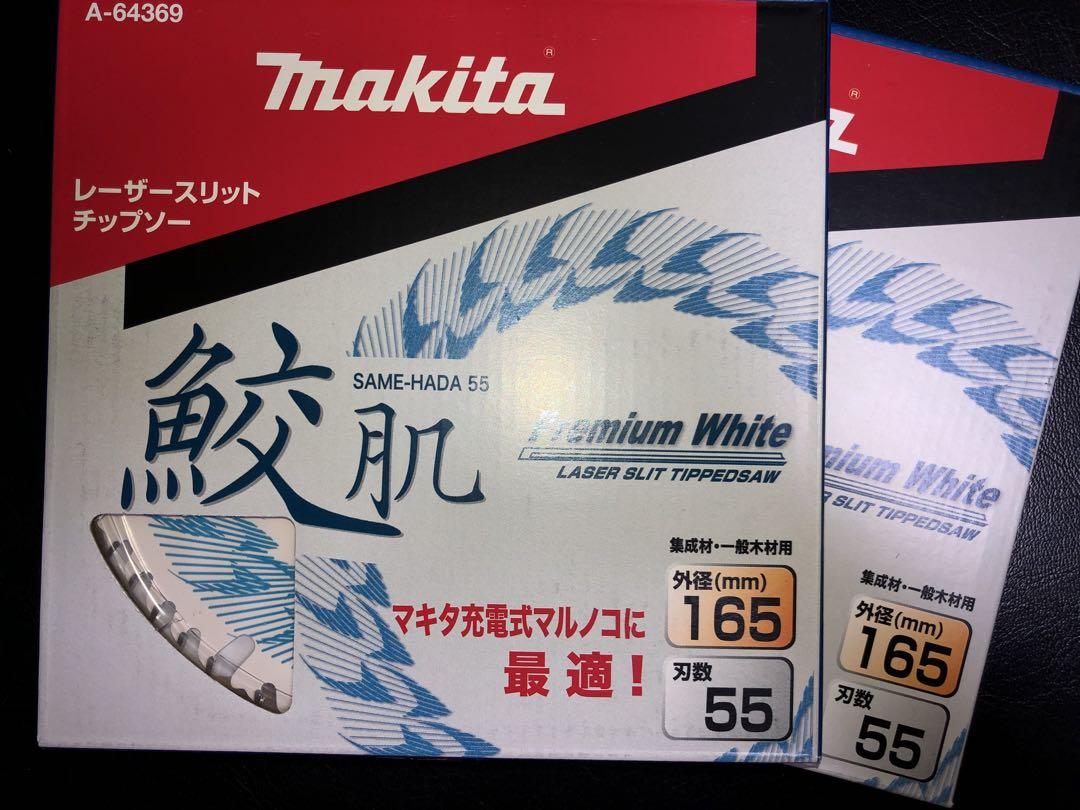 A-64369
makita®
レーザースリット
チップソー
鮫肌
SAME-HADA 55
Premium White
LASER SLIT TIPPEDSAW
集成材・一般木材用
外径(mm)
165
マキタ充電式マルノコに
最適!
刃数
55
®
a
mium White
SLIT TIPPEDSAW
集成材・一般木材用
外径(mm)
165
刃数
55